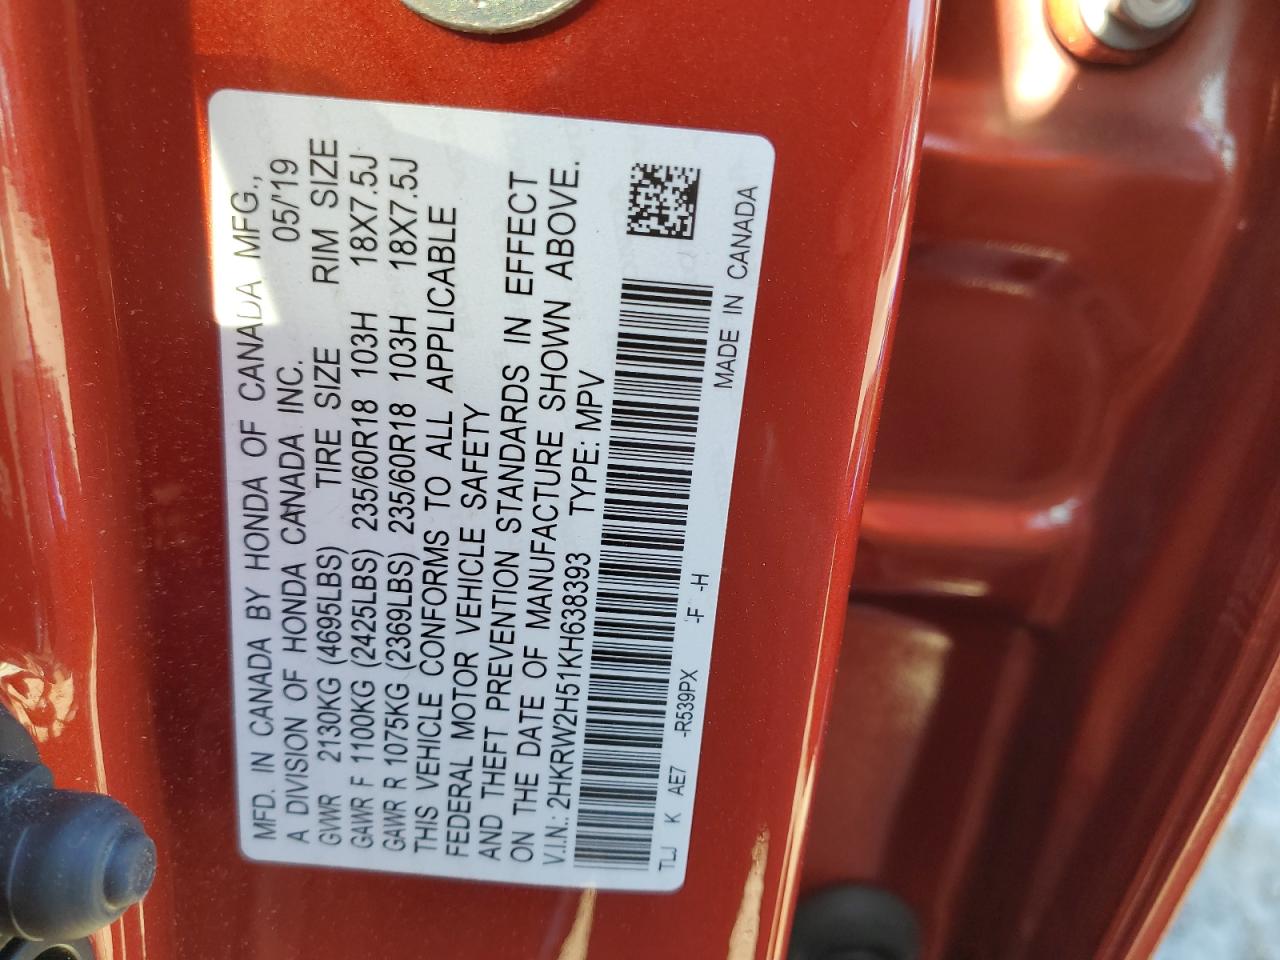 MFD. IN CANADA BY HONDA OF CANADA MFG.,
A DIVISION OF HONDA CANADA INC. 05/'19
GVWR 2130KG (4695LBS) TIRE SIZE RIM SIZE
GAWR F 1100KG (2425LBS) 235/60R18 103H 18X7.5J
GAWR R 1075KG (2369LBS) 235/60R18 103H 18X7.5J
THIS VEHICLE CONFORMS TO ALL APPLICABLE
FEDERAL MOTOR VEHICLE SAFETY
AND THEFT PREVENTION STANDARDS IN EFFECT
ON THE DATE OF MANUFACTURE SHOWN ABOVE.
V.I.N.: 2HKRW2H51KH638393 TYPE: MPV
TLJ K AE7 -R539PX -F -H MADE IN CANADA